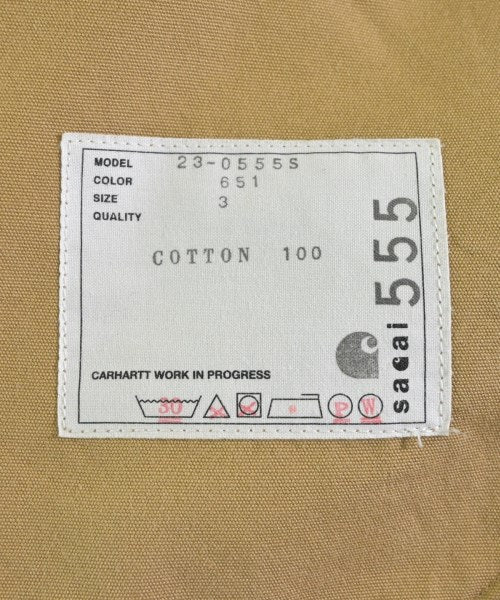 MODEL 23-0555S
COLOR 651
SIZE 3
QUALITY
COTTON 100
CARHARTT WORK IN PROGRESS
30 P W
sacai 555